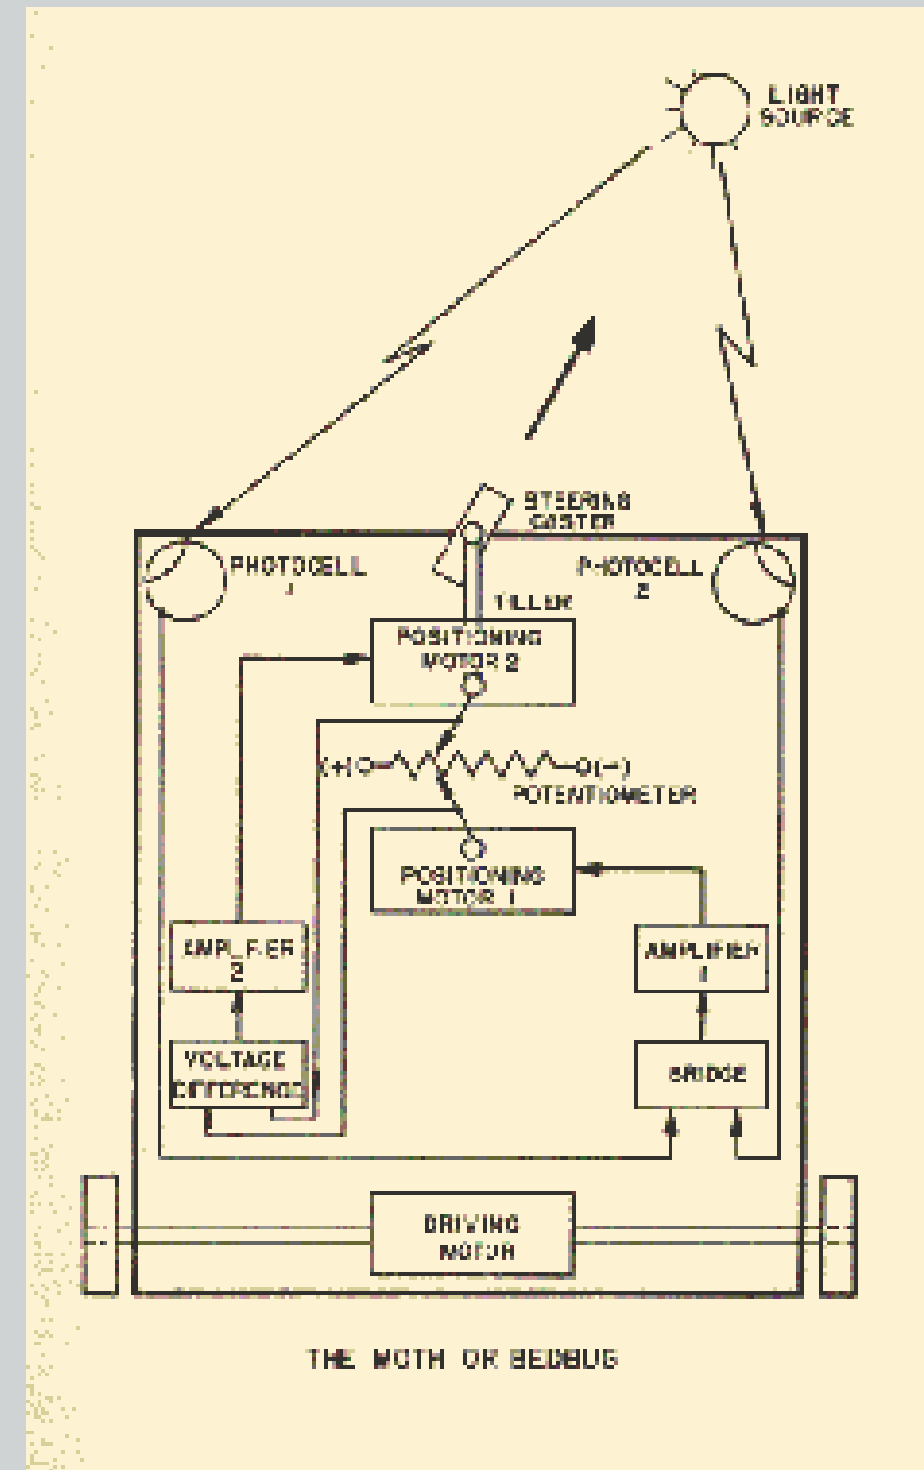 LIGHT
SOURCE
STEERING
CASTER
PHOTOCELL
1
PHOTOCELL
2
TILLER
POSITIONING
MOTOR 2
(+)
(-)
POTENTIOMETER
POSITIONING
MOTOR 1
AMPLIFIER
2
AMPLIFIER
1
VOLTAGE
DIFFERENCE
BRIDGE
DRIVING
MOTOR
THE MOTH OR BEDBUG